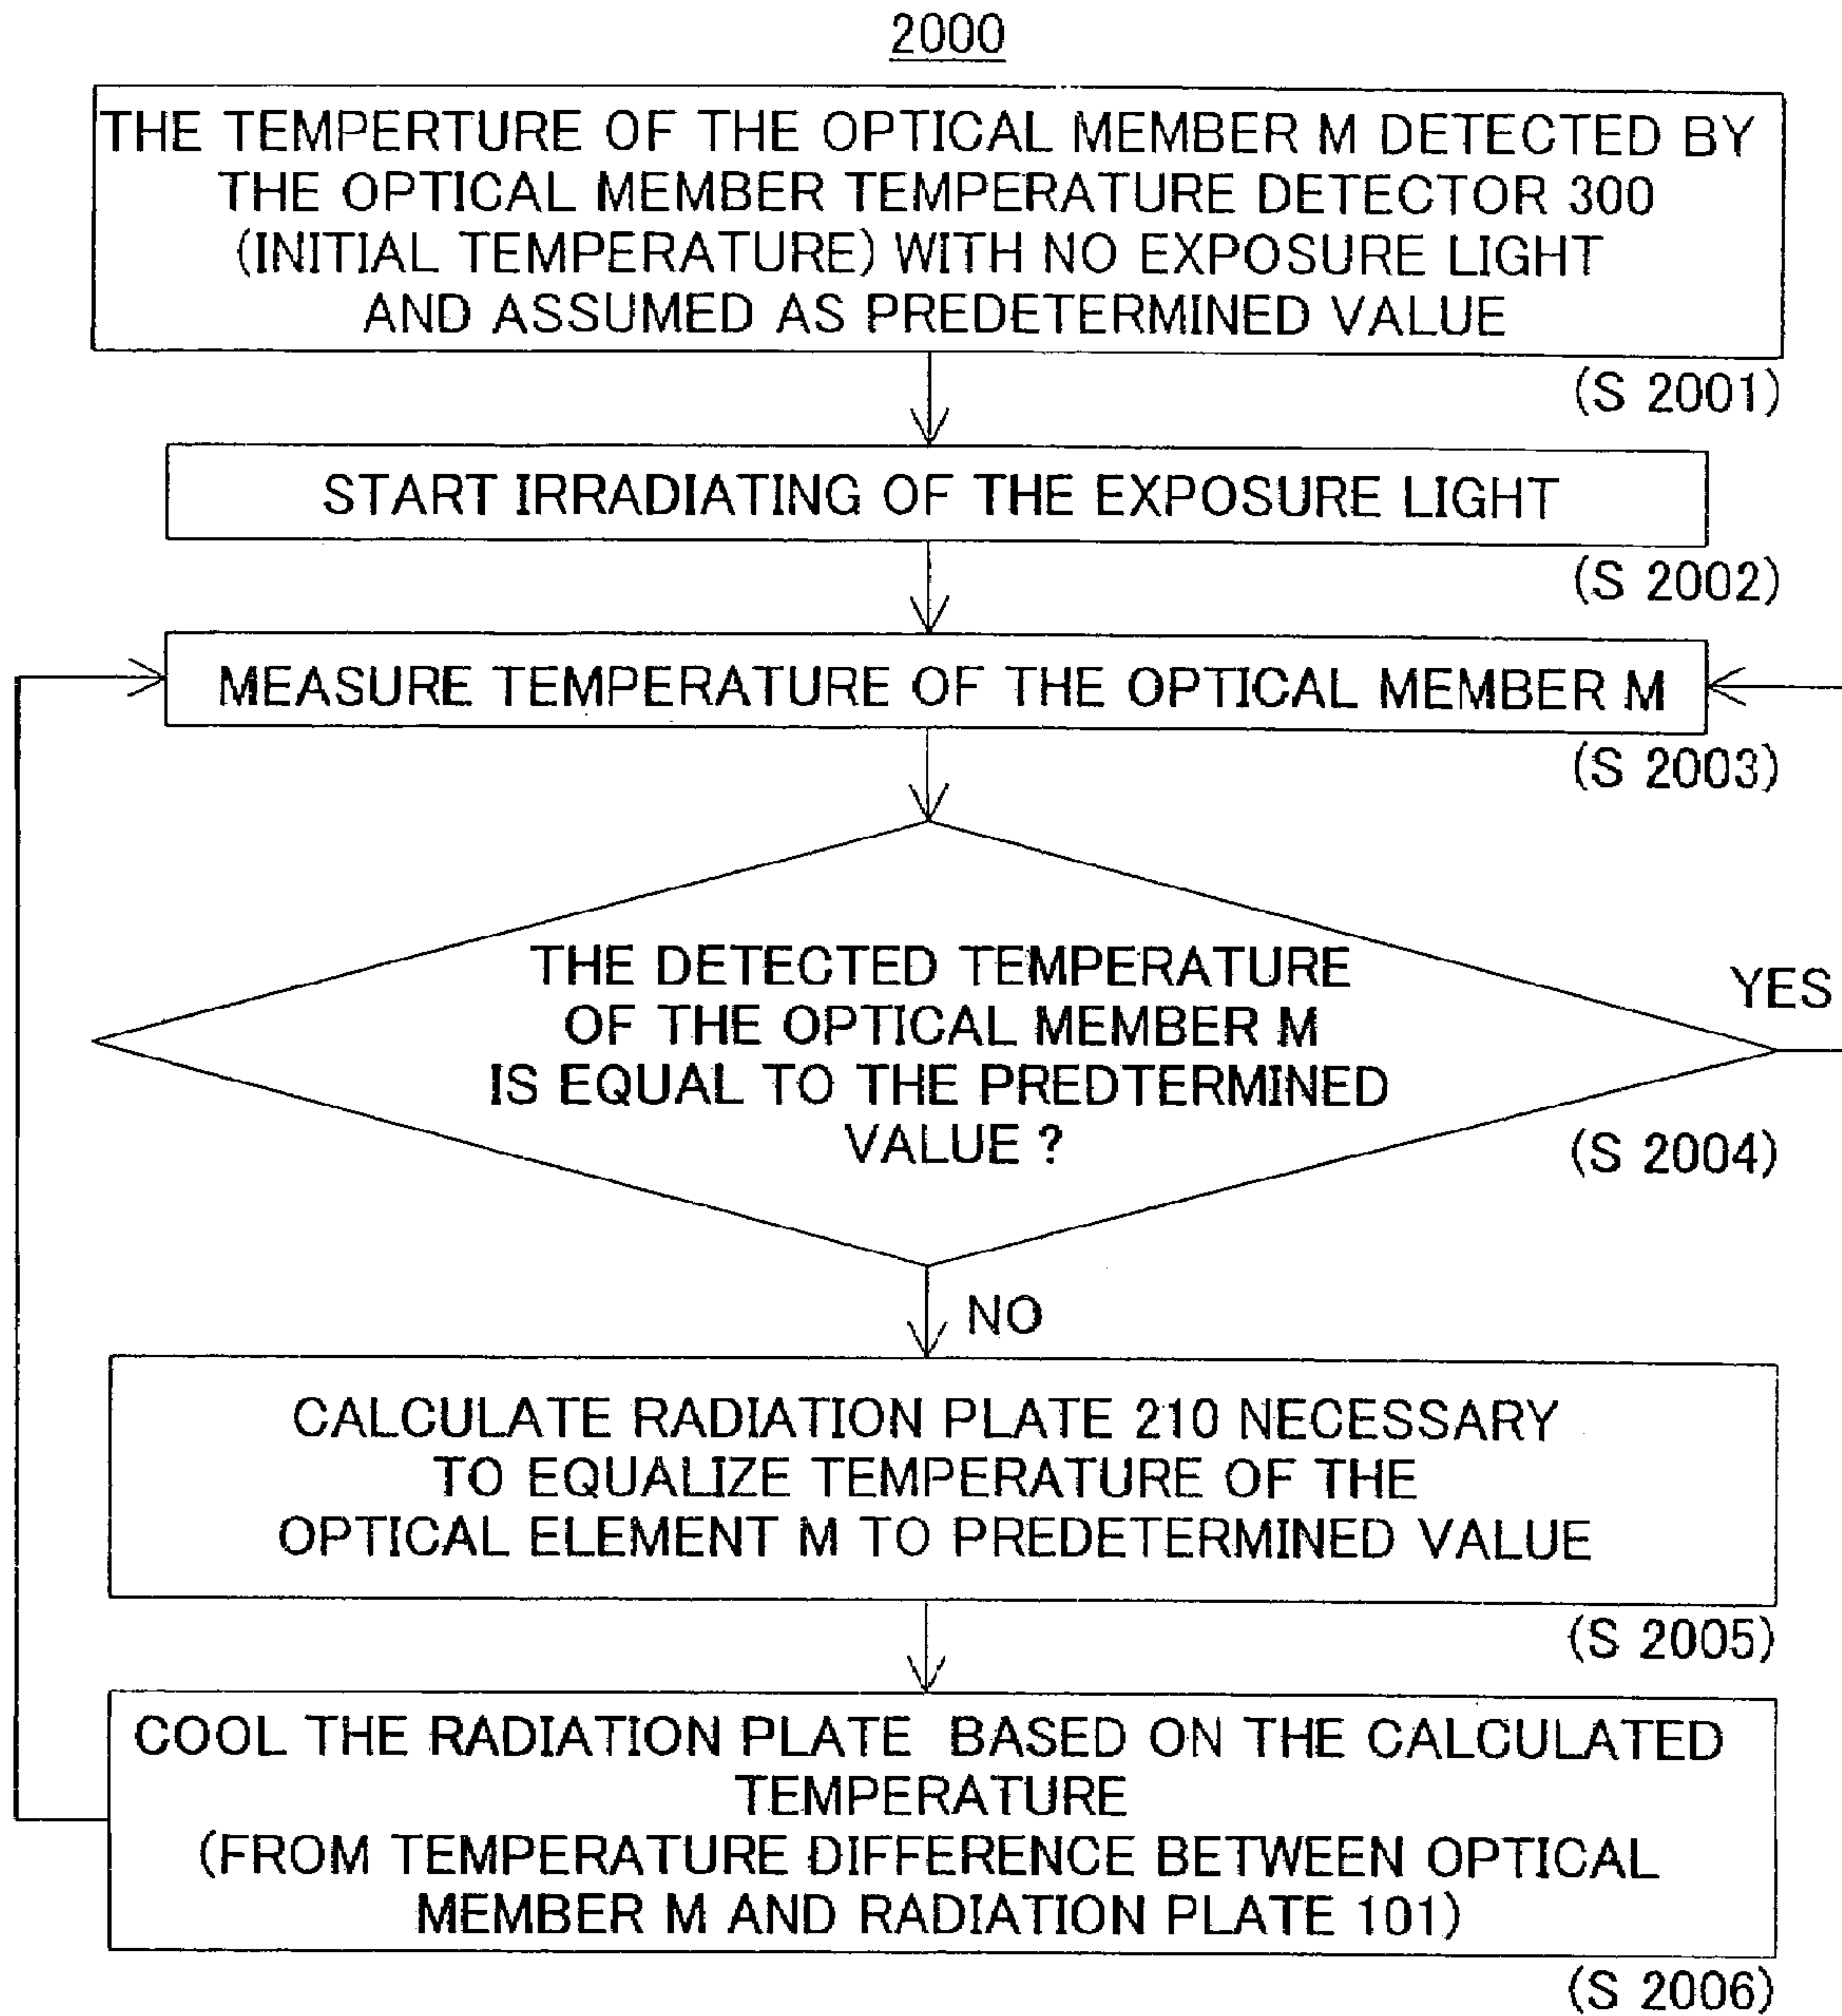 2000
THE TEMPERTURE OF THE OPTICAL MEMBER M DETECTED BY
THE OPTICAL MEMBER TEMPERATURE DETECTOR 300
(INITIAL TEMPERATURE) WITH NO EXPOSURE LIGHT
AND ASSUMED AS PREDETERMINED VALUE
(S 2001)
START IRRADIATING OF THE EXPOSURE LIGHT
(S 2002)
MEASURE TEMPERATURE OF THE OPTICAL MEMBER M
(S 2003)
THE DETECTED TEMPERATURE
OF THE OPTICAL MEMBER M
IS EQUAL TO THE PREDTERMINED
VALUE ?
YES
(S 2004)
NO
CALCULATE RADIATION PLATE 210 NECESSARY
TO EQUALIZE TEMPERATURE OF THE
OPTICAL ELEMENT M TO PREDETERMINED VALUE
(S 2005)
COOL THE RADIATION PLATE BASED ON THE CALCULATED
TEMPERATURE
(FROM TEMPERATURE DIFFERENCE BETWEEN OPTICAL
MEMBER M AND RADIATION PLATE 101)
(S 2006)